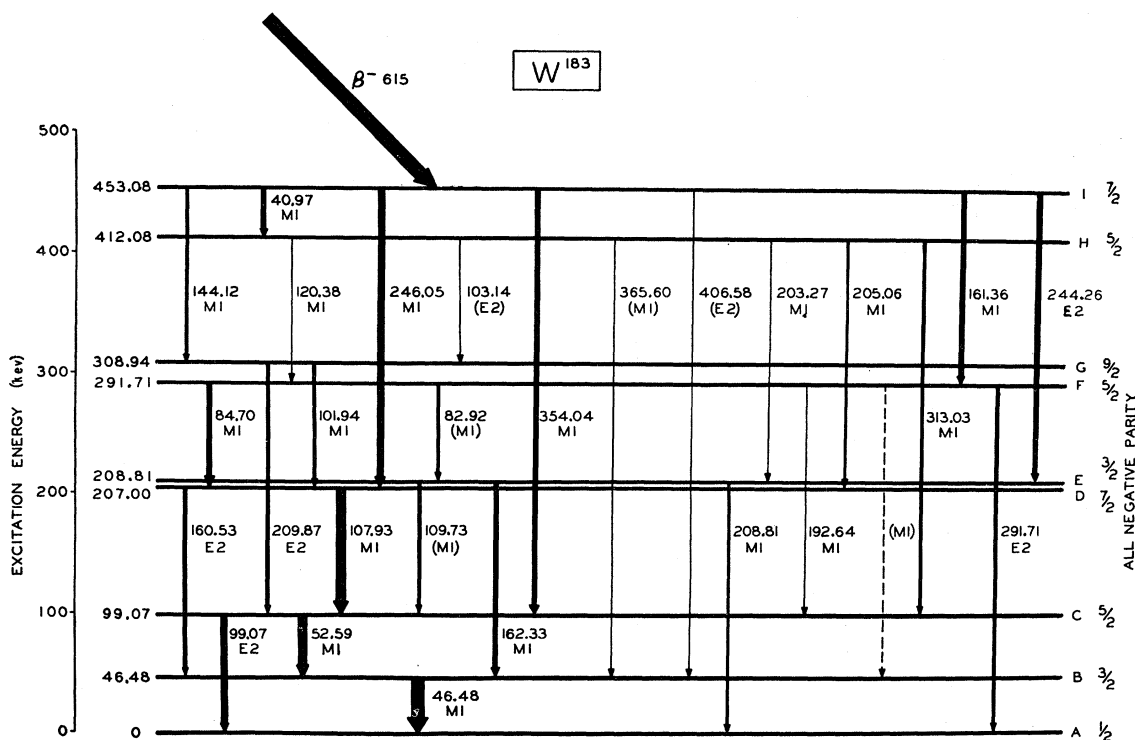 β⁻ 615
W¹⁸³
EXCITATION ENERGY (kev)
500
400
300
200
100
0
453.08
412.08
308.94
291.71
208.81
207.00
99.07
46.48
0
I 7/2
H 5/2
G 9/2
F 5/2
E 3/2
D 7/2
C 5/2
B 3/2
A 1/2
ALL NEGATIVE PARITY
40.97
M1
144.12
M1
120.38
M1
246.05
M1
103.14
(E2)
365.60
(M1)
406.58
(E2)
203.27
M1
205.06
M1
161.36
M1
244.26
E2
84.70
M1
101.94
M1
82.92
(M1)
354.04
M1
313.03
M1
160.53
E2
209.87
E2
107.93
M1
109.73
(M1)
208.81
M1
192.64
M1
(M1)
291.71
E2
99.07
E2
52.59
M1
162.33
M1
46.48
M1